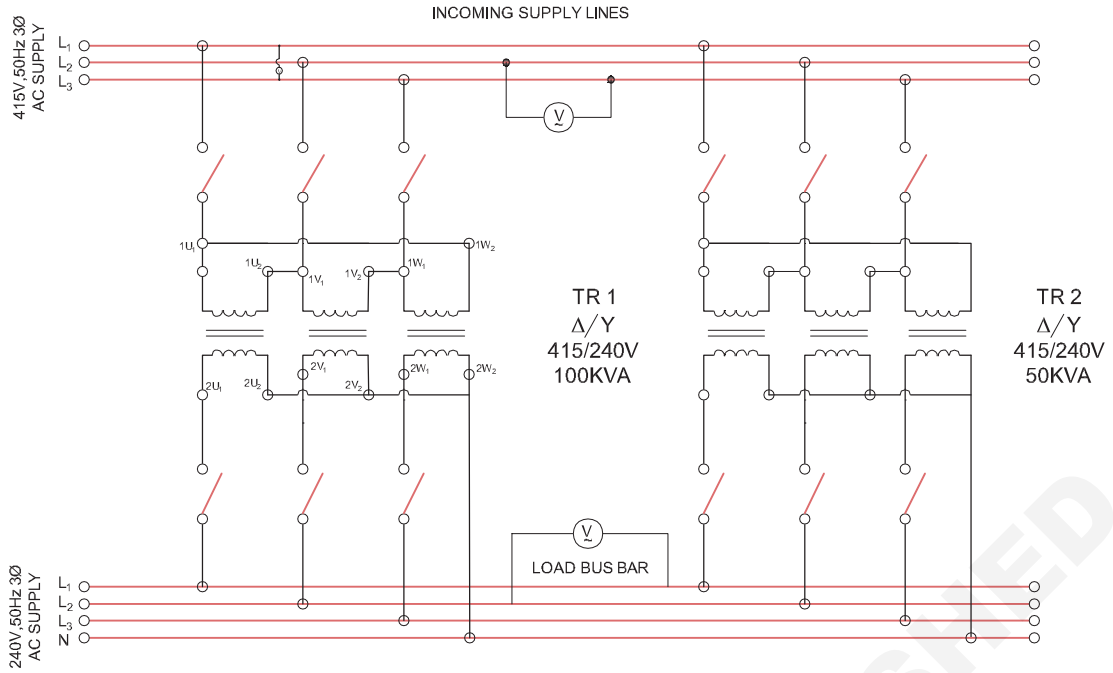 INCOMING SUPPLY LINES
415V,50Hz 3Ø
AC SUPPLY
L₁
L₂
L₃
V
~
1U₁
1W₂
1U₂
1V₁
1V₂
1W₁
TR 1
Δ/Y
415/240V
100KVA
TR 2
Δ/Y
415/240V
50KVA
2U₁
2U₂
2V₁
2V₂
2W₁
2W₂
V
~
LOAD BUS BAR
240V,50Hz 3Ø
AC SUPPLY
L₁
L₂
L₃
N
SHED